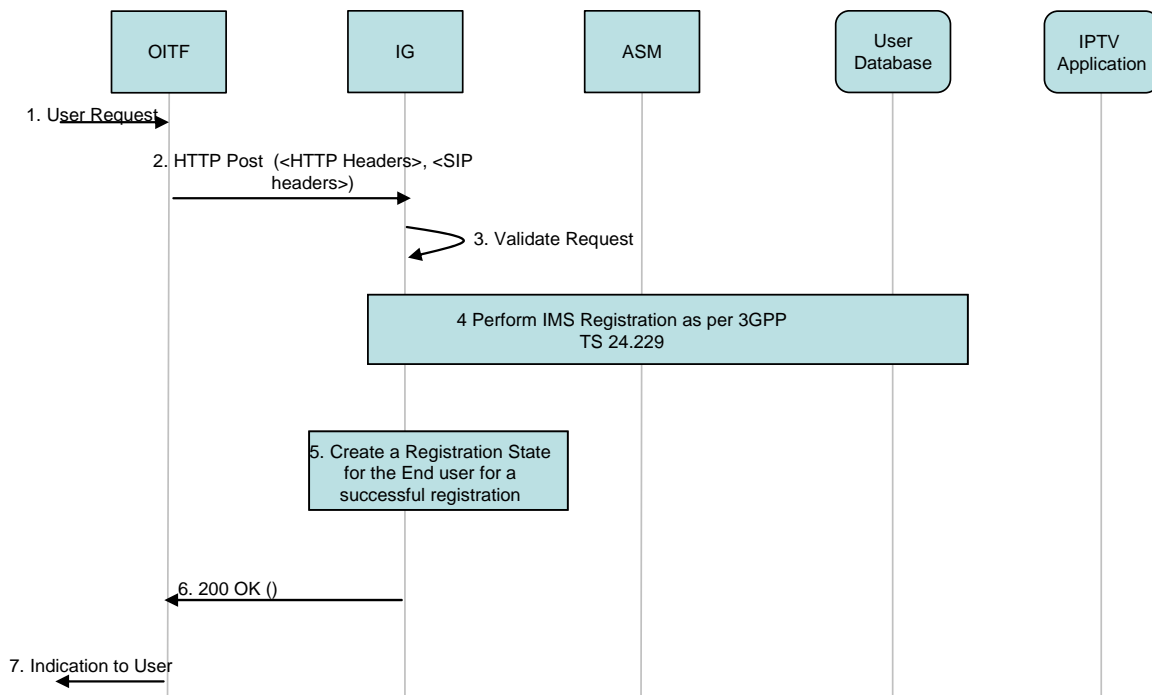 OITF
IG
ASM
User
Database
IPTV
Application
1. User Request
2. HTTP Post  (<HTTP Headers>, <SIP
headers>)
3. Validate Request
4 Perform IMS Registration as per 3GPP
TS 24.229
5. Create a Registration State
for the End user for a
successful registration
6. 200 OK ()
7. Indication to User